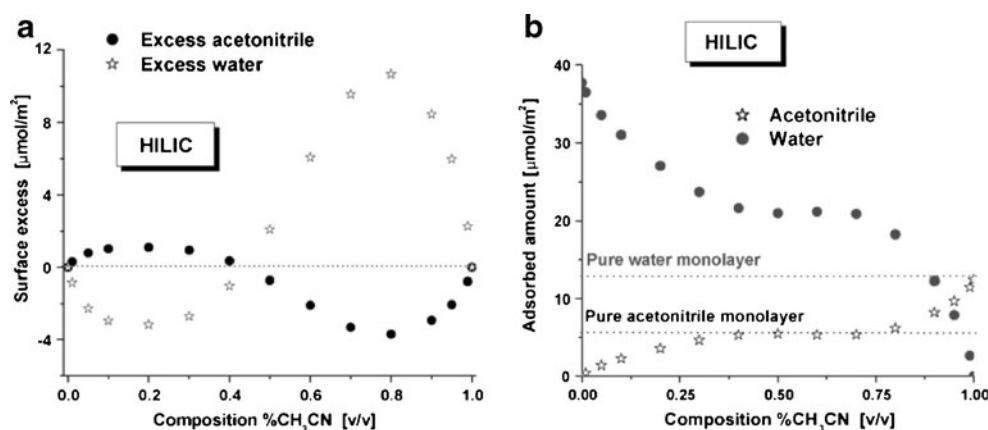 a
Excess acetonitrile
Excess water
HILIC
Surface excess [μmol/m²]
12
8
4
0
-4
0.0 0.2 0.4 0.6 0.8 1.0
Composition %CH₃CN [v/v]
b
HILIC
Acetonitrile
Water
Pure water monolayer
Pure acetonitrile monolayer
Adsorbed amount [μmol/m²]
40
30
20
10
0
0.00 0.25 0.50 0.75 1.00
Composition %CH₃CN [v/v]